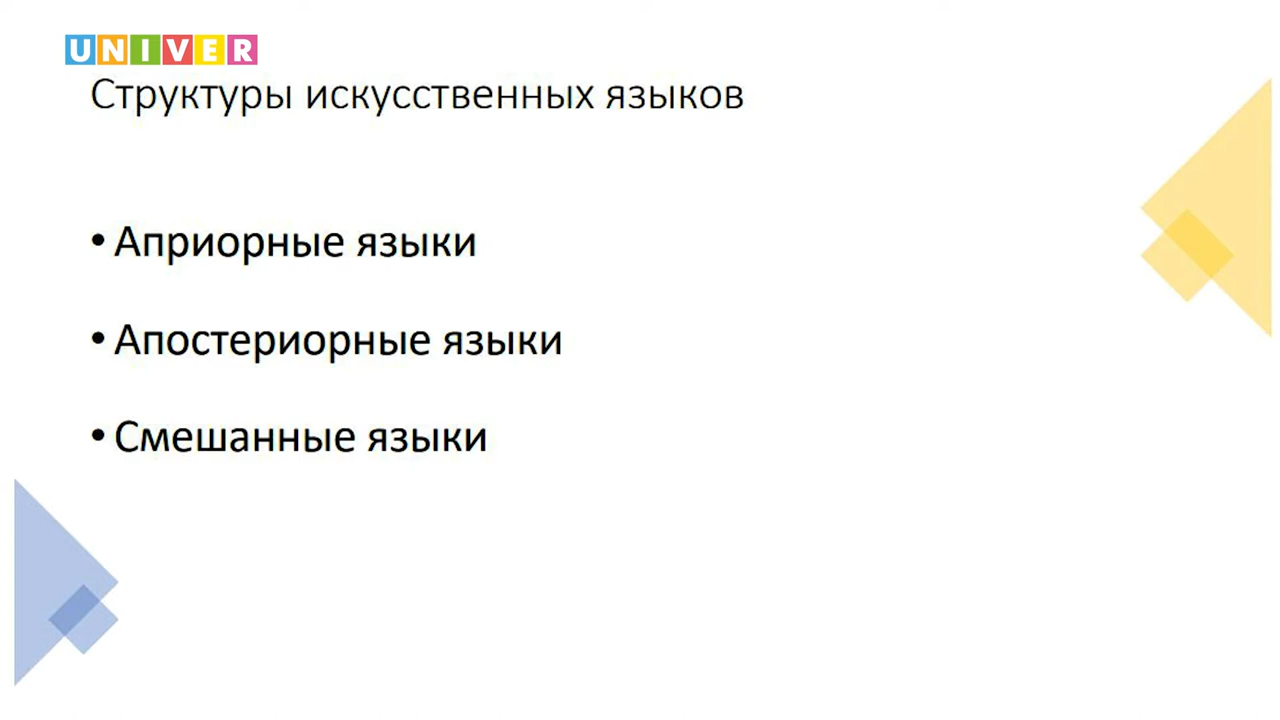 UNIVER
Структуры искусственных языков
• Априорные языки
• Апостериорные языки
• Смешанные языки